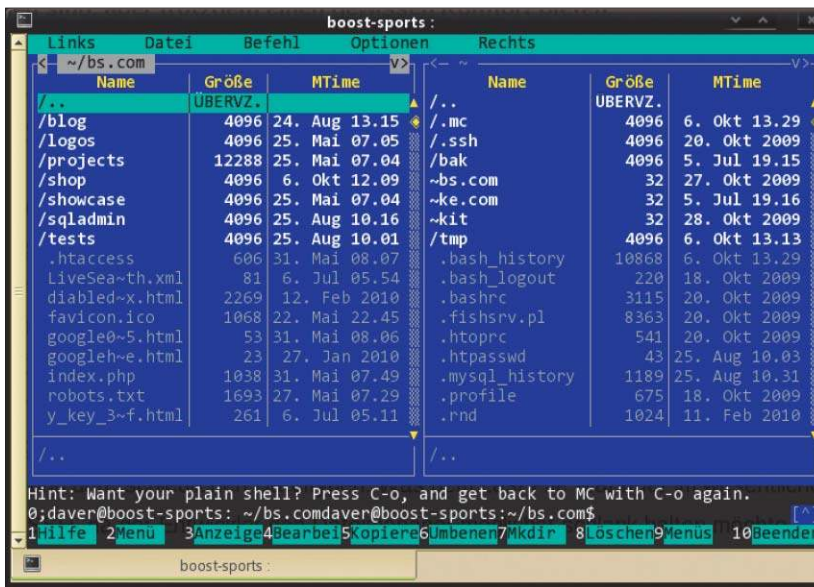 boost-sports :
Links Datei Befehl Optionen Rechts
<─ ~/bs.com v> <─ ~ v>
Name Größe MTime Name Größe MTime
/.. ÜBERVZ. /.. ÜBERVZ.
/blog 4096 24. Aug 13.15 /.mc 4096 6. Okt 13.29
/logos 4096 25. Mai 07.05 /.ssh 4096 20. Okt 2009
/projects 12288 25. Mai 07.04 /bak 4096 5. Jul 19.15
/shop 4096 6. Okt 12.09 ~bs.com 32 27. Okt 2009
/showcase 4096 25. Mai 07.04 ~ke.com 32 5. Jul 19.16
/sqladmin 4096 25. Aug 10.16 ~kit 32 28. Okt 2009
/tests 4096 25. Aug 10.01 /tmp 4096 6. Okt 13.13
.htaccess 606 31. Mai 08.07 .bash_history 10868 6. Okt 13.29
LiveSea~th.xml 81 6. Jul 05.54 .bash_logout 220 18. Okt 2009
diabled~x.html 2269 12. Feb 2010 .bashrc 3115 20. Okt 2009
favicon.ico 1068 22. Mai 22.45 .fishsrv.pl 8363 20. Okt 2009
google0~5.html 53 31. Mai 08.06 .htoprc 541 20. Okt 2009
googleh~e.html 23 27. Jan 2010 .htpasswd 43 25. Aug 10.03
index.php 1038 31. Mai 07.49 .mysql_history 1189 25. Aug 10.31
robots.txt 1693 27. Mai 07.29 .profile 675 18. Okt 2009
y_key_3~f.html 261 6. Jul 05.11 .rnd 1024 11. Feb 2010
/.. /..
Hint: Want your plain shell? Press C-o, and get back to MC with C-o again.
0;daver@boost-sports: ~/bs.comdaver@boost-sports:~/bs.com$ [^
1Hilfe 2Menü 3Anzeige4Bearbei5Kopiere6Umbenen7Mkdir 8Löschen9Menüs 10Beender
boost-sports :